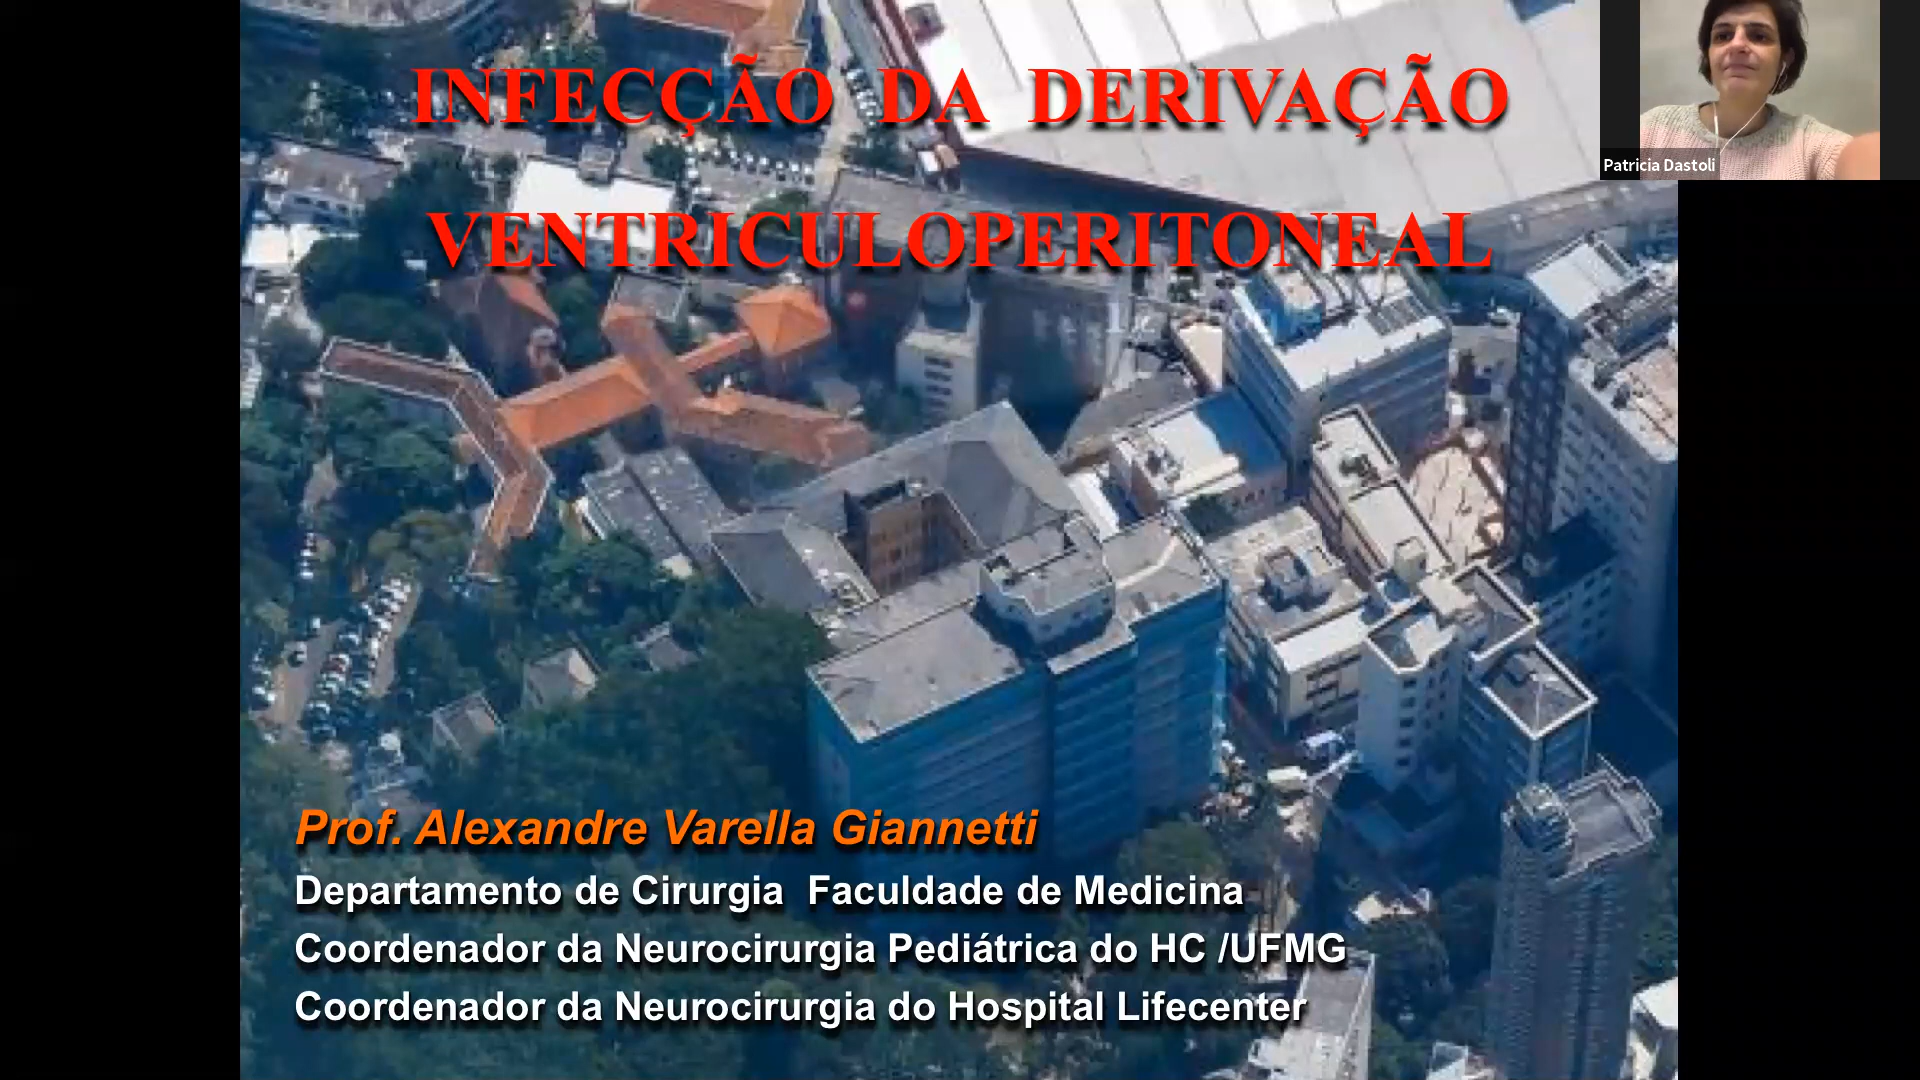 INFECÇÃO DA DERIVAÇÃO
VENTRICULOPERITONEAL
Patricia Dastoli
Prof. Alexandre Varella Giannetti
Departamento de Cirurgia Faculdade de Medicina
Coordenador da Neurocirurgia Pediátrica do HC /UFMG
Coordenador da Neurocirurgia do Hospital Lifecenter